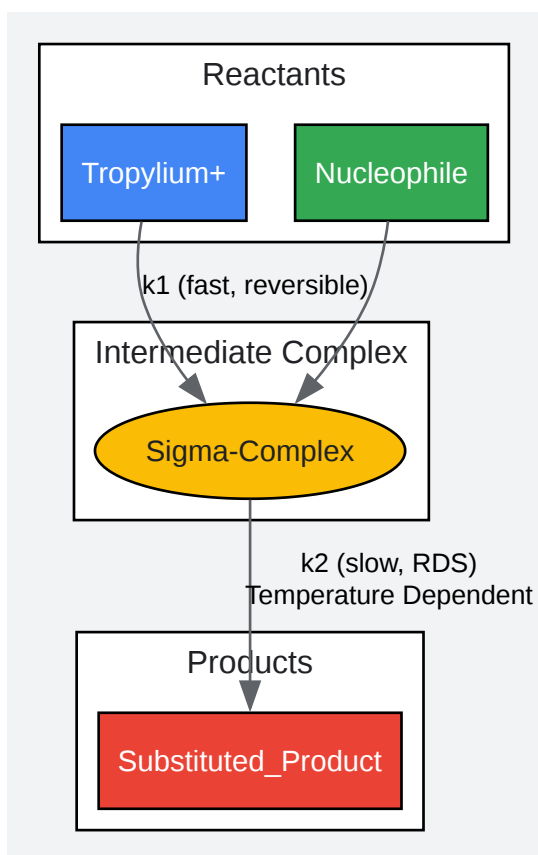 Reactants
Tropylium+
Nucleophile
k1 (fast, reversible)
Intermediate Complex
Sigma-Complex
k2 (slow, RDS)
Temperature Dependent
Products
Substituted_Product